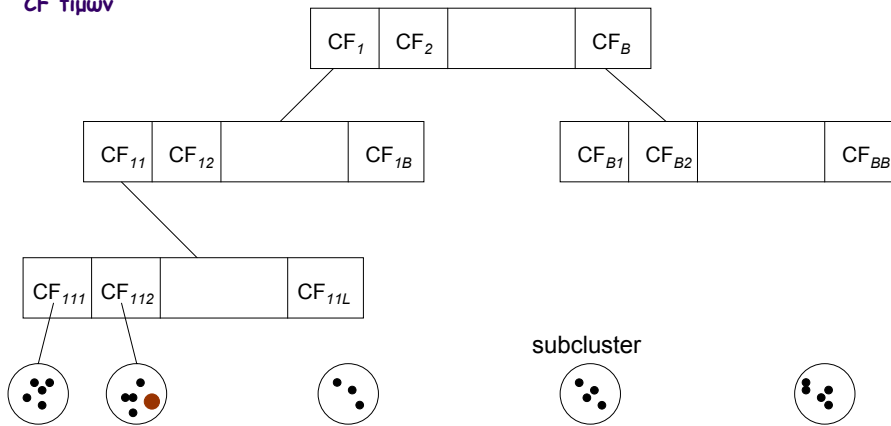 CF τιμών
CF1 CF2 CFB
CF11 CF12 CF1B CFB1 CFB2 CFBB
CF111 CF112 CF11L
subcluster